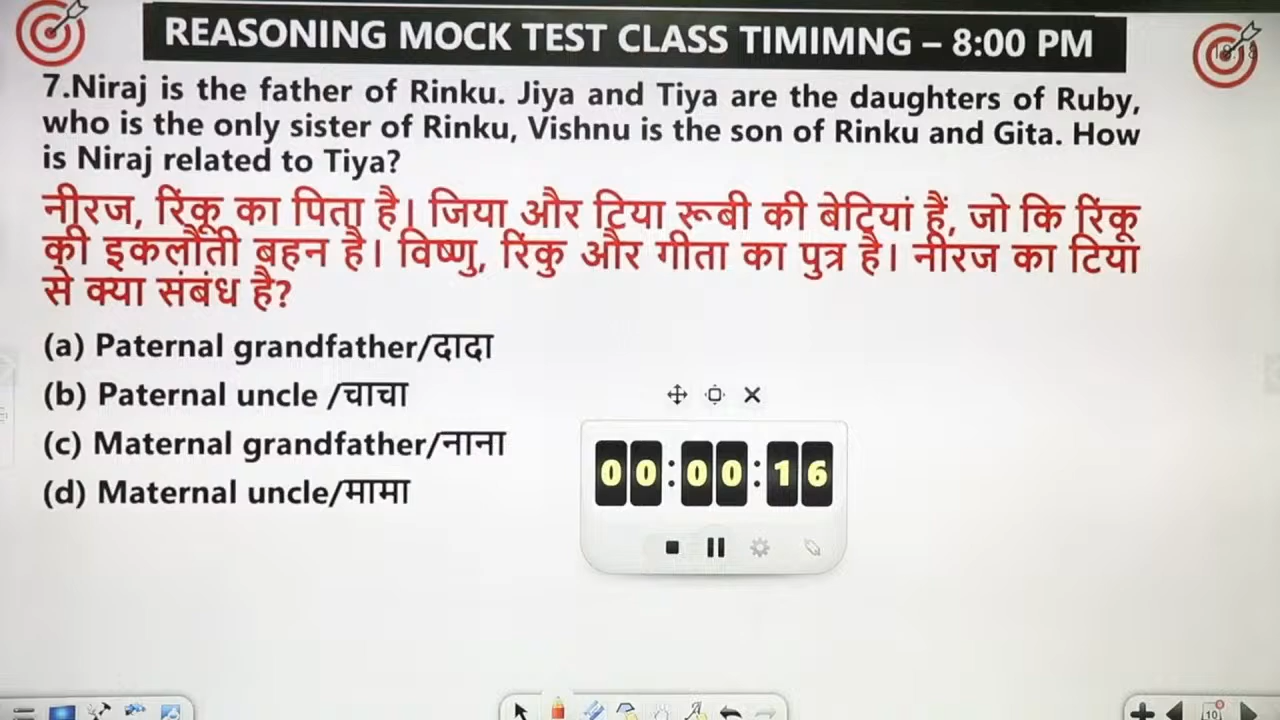 REASONING MOCK TEST CLASS TIMIMNG – 8:00 PM
7.Niraj is the father of Rinku. Jiya and Tiya are the daughters of Ruby,
who is the only sister of Rinku, Vishnu is the son of Rinku and Gita. How
is Niraj related to Tiya?
नीरज, रिंकू का पिता है। जिया और टिया रूबी की बेटियां हैं, जो कि रिंकू
की इकलौती बहन है। विष्णु, रिंकु और गीता का पुत्र है। नीरज का टिया
से क्या संबंध है?
(a) Paternal grandfather/दादा
(b) Paternal uncle /चाचा
(c) Maternal grandfather/नाना
(d) Maternal uncle/मामा
00:00:16